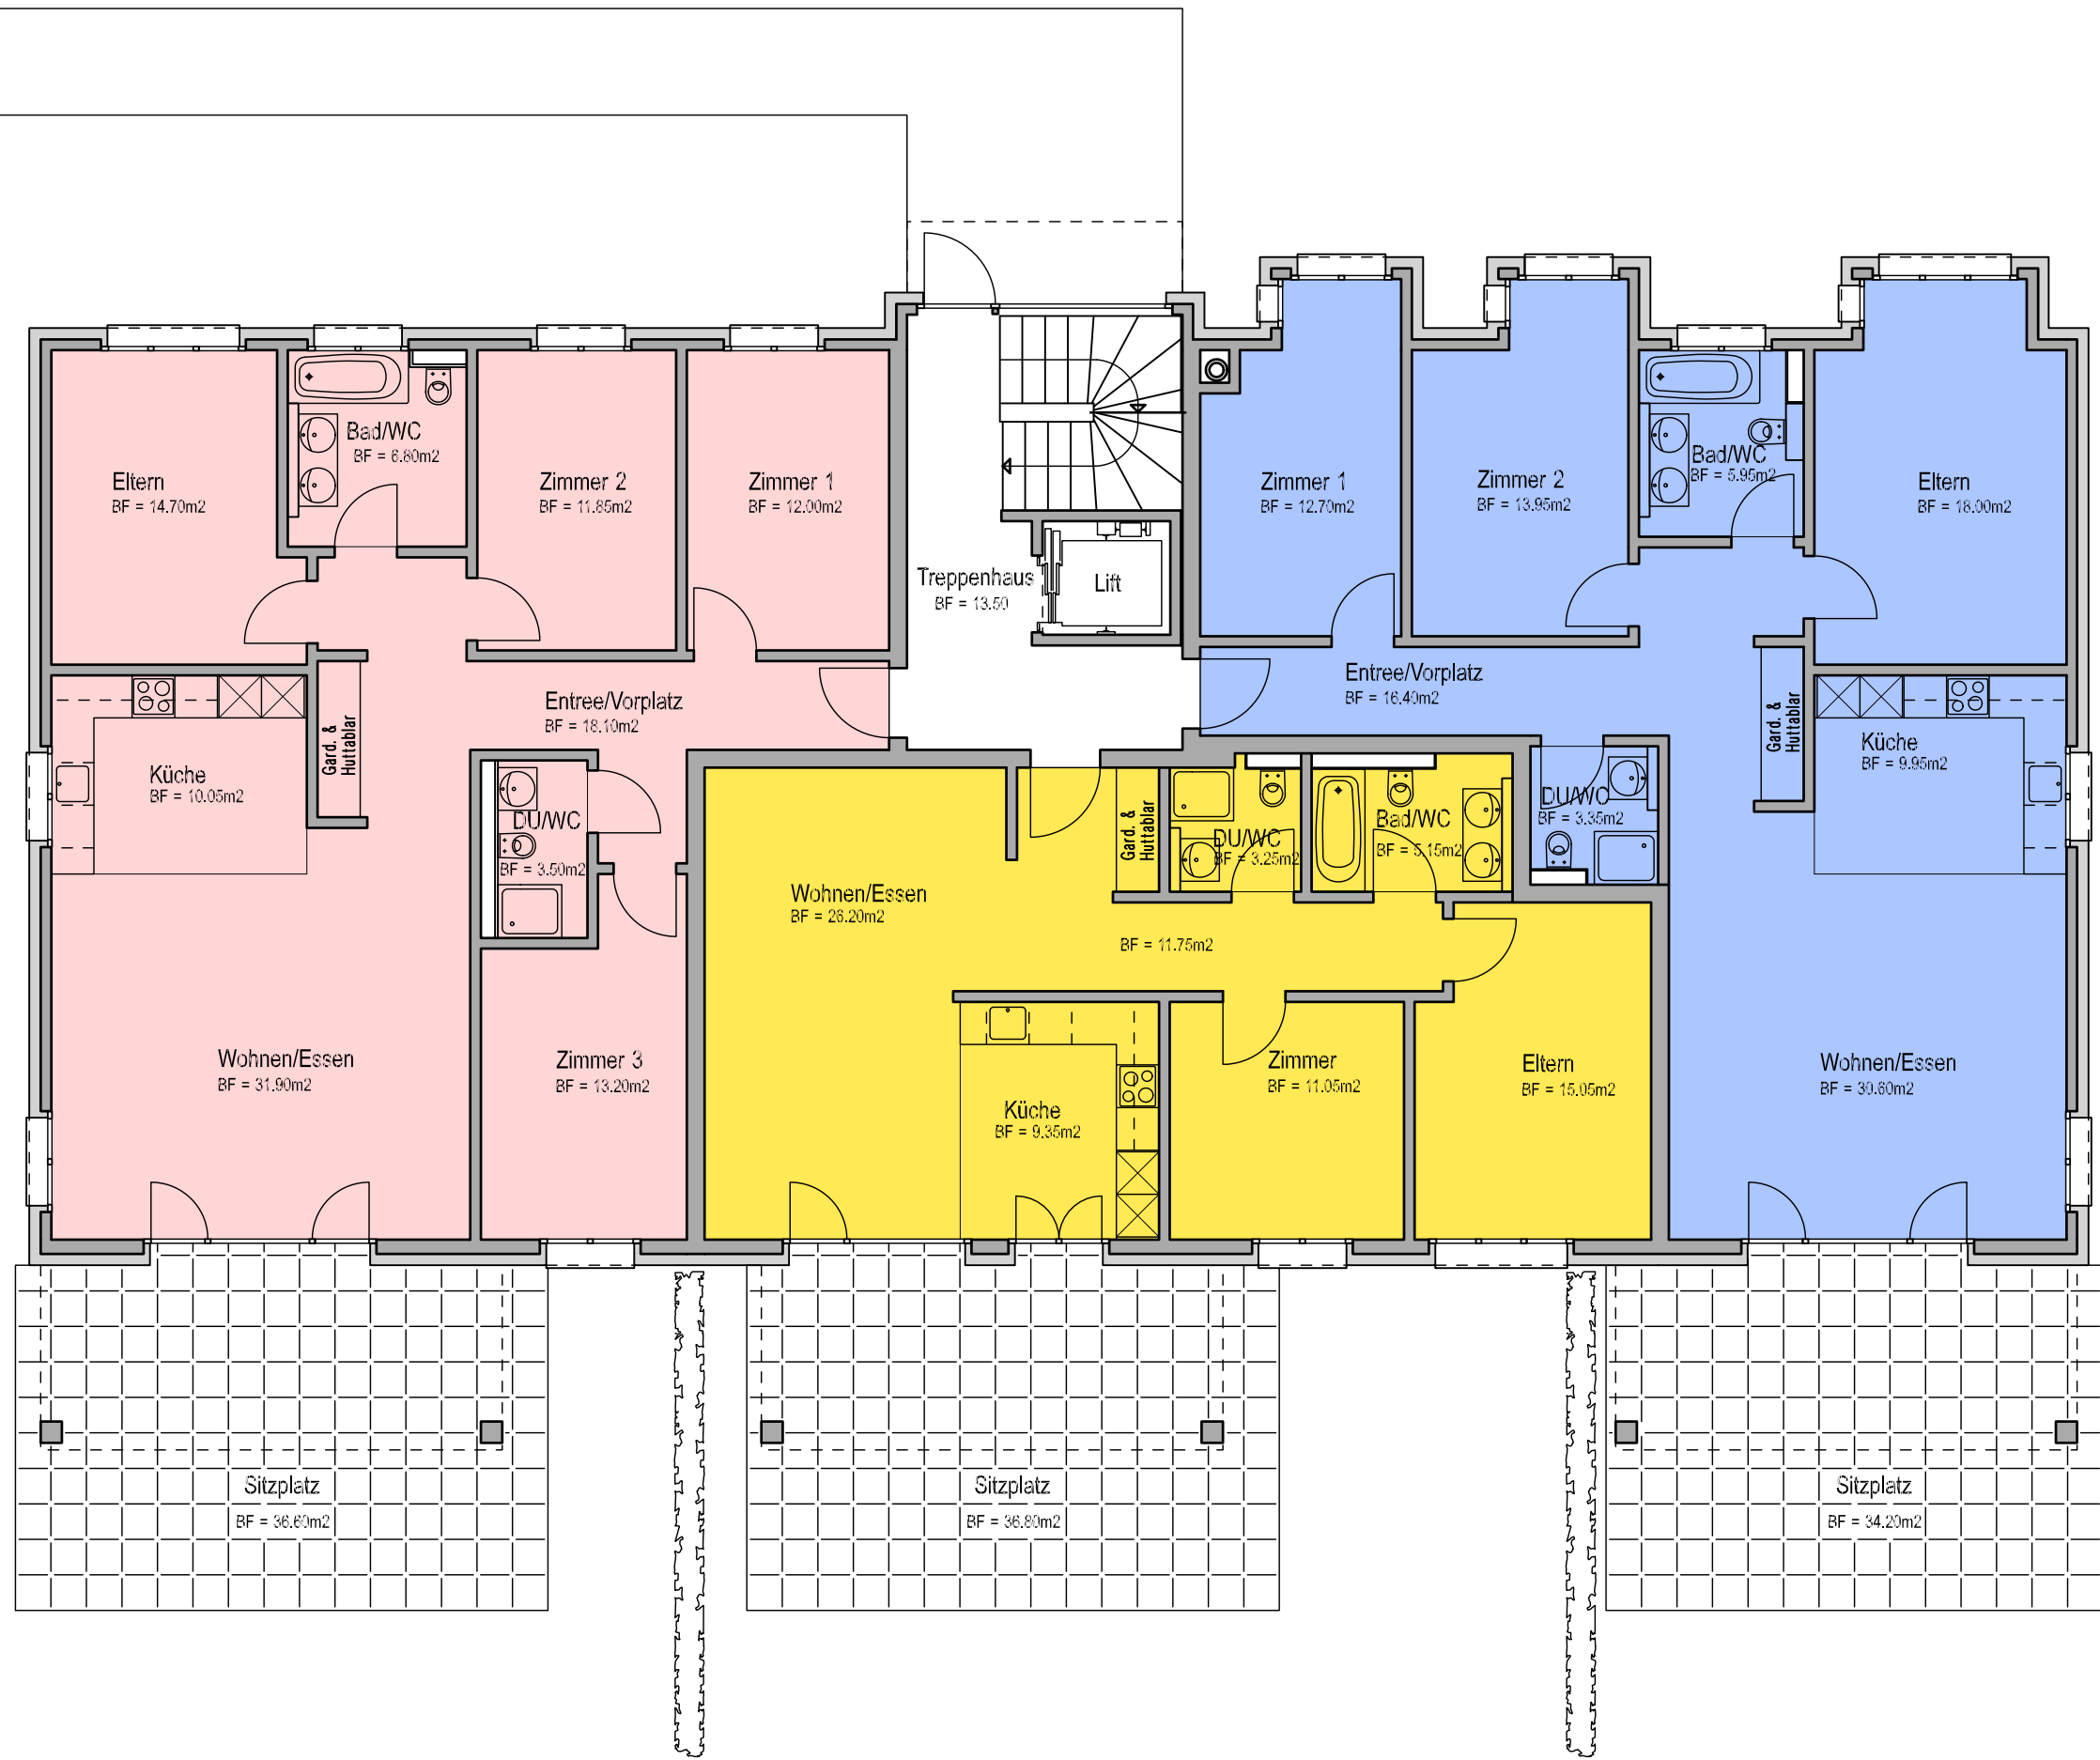 Eltern
BF = 14.70m2
Bad/WC
BF = 6.80m2
Zimmer 2
BF = 11.85m2
Zimmer 1
BF = 12.00m2
Treppenhaus
BF = 13.50
Lift
Zimmer 1
BF = 12.70m2
Zimmer 2
BF = 13.95m2
Bad/WC
BF = 5.95m2
Eltern
BF = 18.00m2
Entree/Vorplatz
BF = 18.10m2
Gard. &
Huttablar
Küche
BF = 10.05m2
DU/WC
BF = 3.50m2
Wohnen/Essen
BF = 31.90m2
Zimmer 3
BF = 13.20m2
Entree/Vorplatz
BF = 16.40m2
Gard. &
Huttablar
Küche
BF = 9.95m2
DU/WC
BF = 3.35m2
Wohnen/Essen
BF = 30.60m2
Gard. &
Huttablar
DU/WC
BF = 3.25m2
Bad/WC
BF = 5.15m2
Wohnen/Essen
BF = 26.20m2
BF = 11.75m2
Küche
BF = 9.35m2
Zimmer
BF = 11.05m2
Eltern
BF = 15.05m2
Sitzplatz
BF = 36.60m2
Sitzplatz
BF = 36.80m2
Sitzplatz
BF = 34.20m2